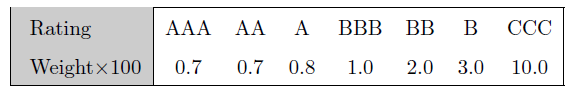 Rating AAA AA A BBB BB B CCC
Weight×100 0.7 0.7 0.8 1.0 2.0 3.0 10.0